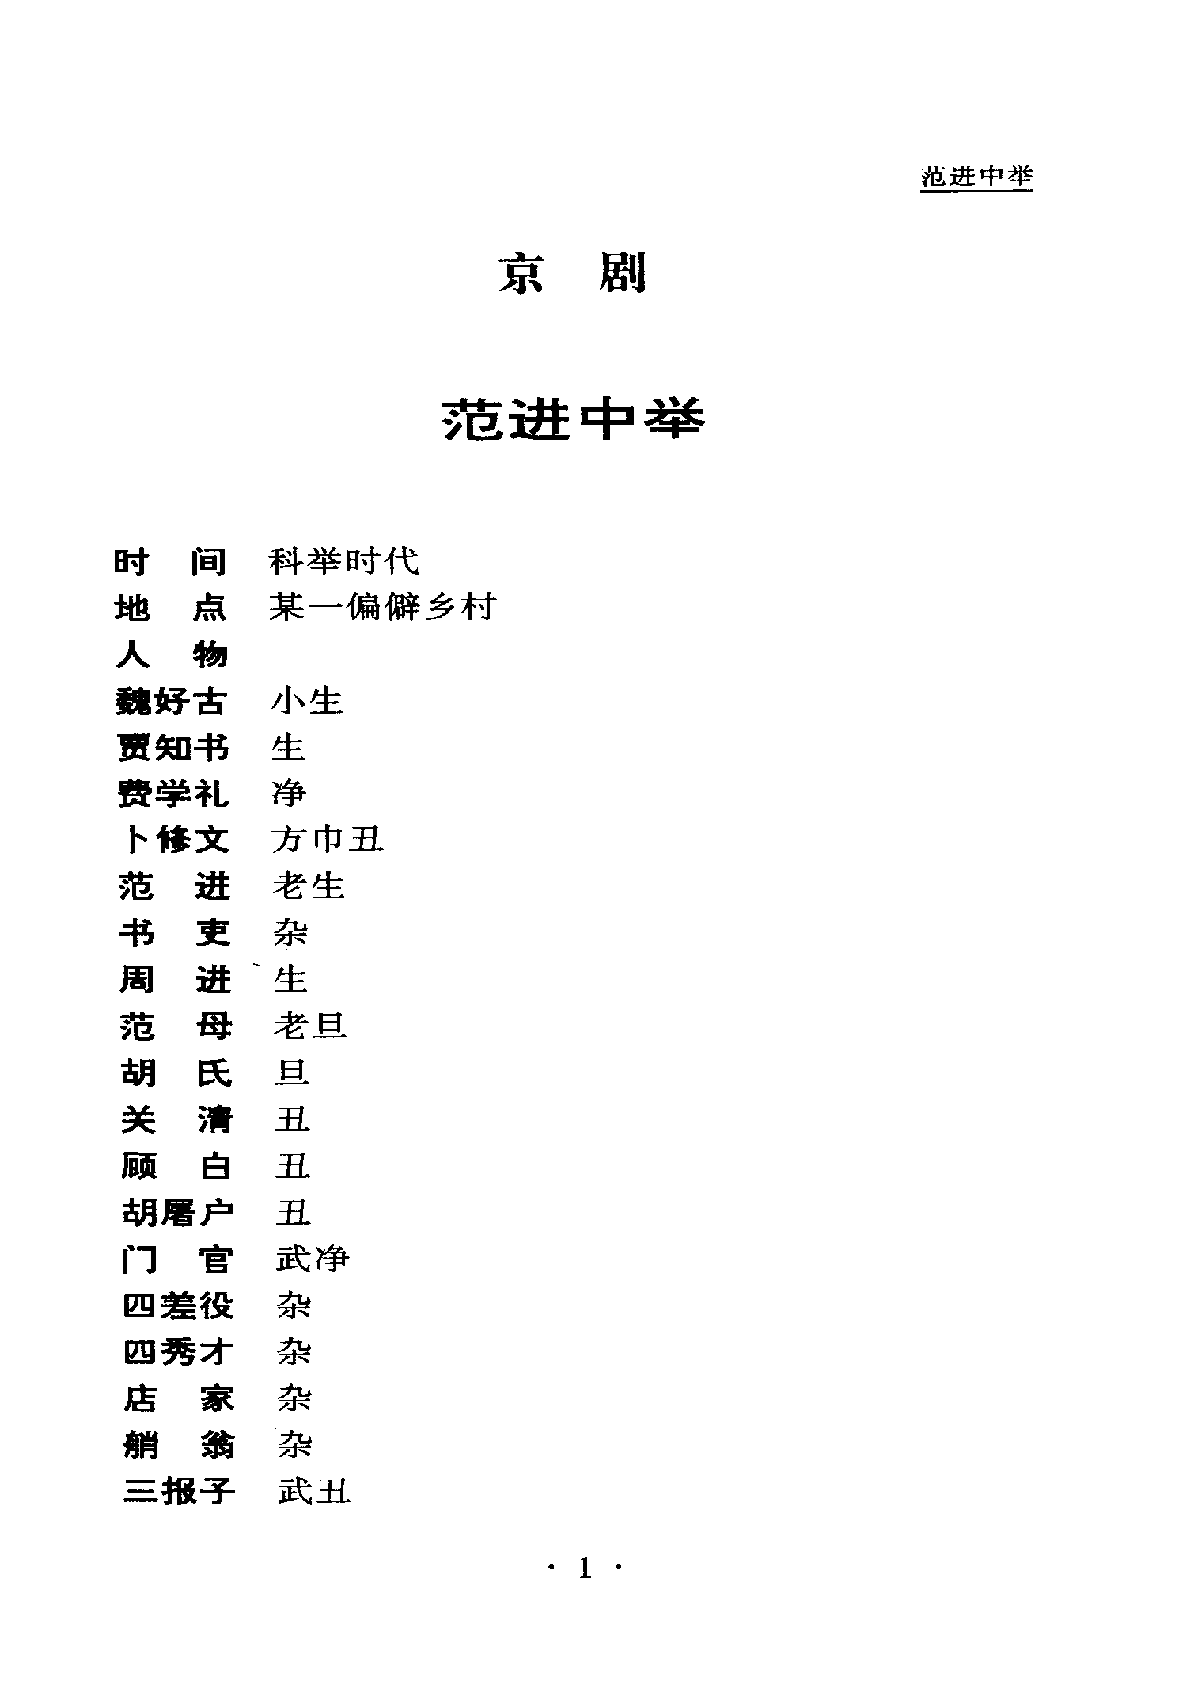 范进中举
京　剧
范进中举
时　间　科举时代
地　点　某一偏僻乡村
人　物
魏好古　小生
贾知书　生
费学礼　净
卜修文　方巾丑
范　进　老生
书　吏　杂
周　进　生
范　母　老旦
胡　氏　旦
关　清　丑
顾　白　丑
胡屠户　丑
门　官　武净
四差役　杂
四秀才　杂
店　家　杂
艄　翁　杂
三报子　武丑
· 1 ·